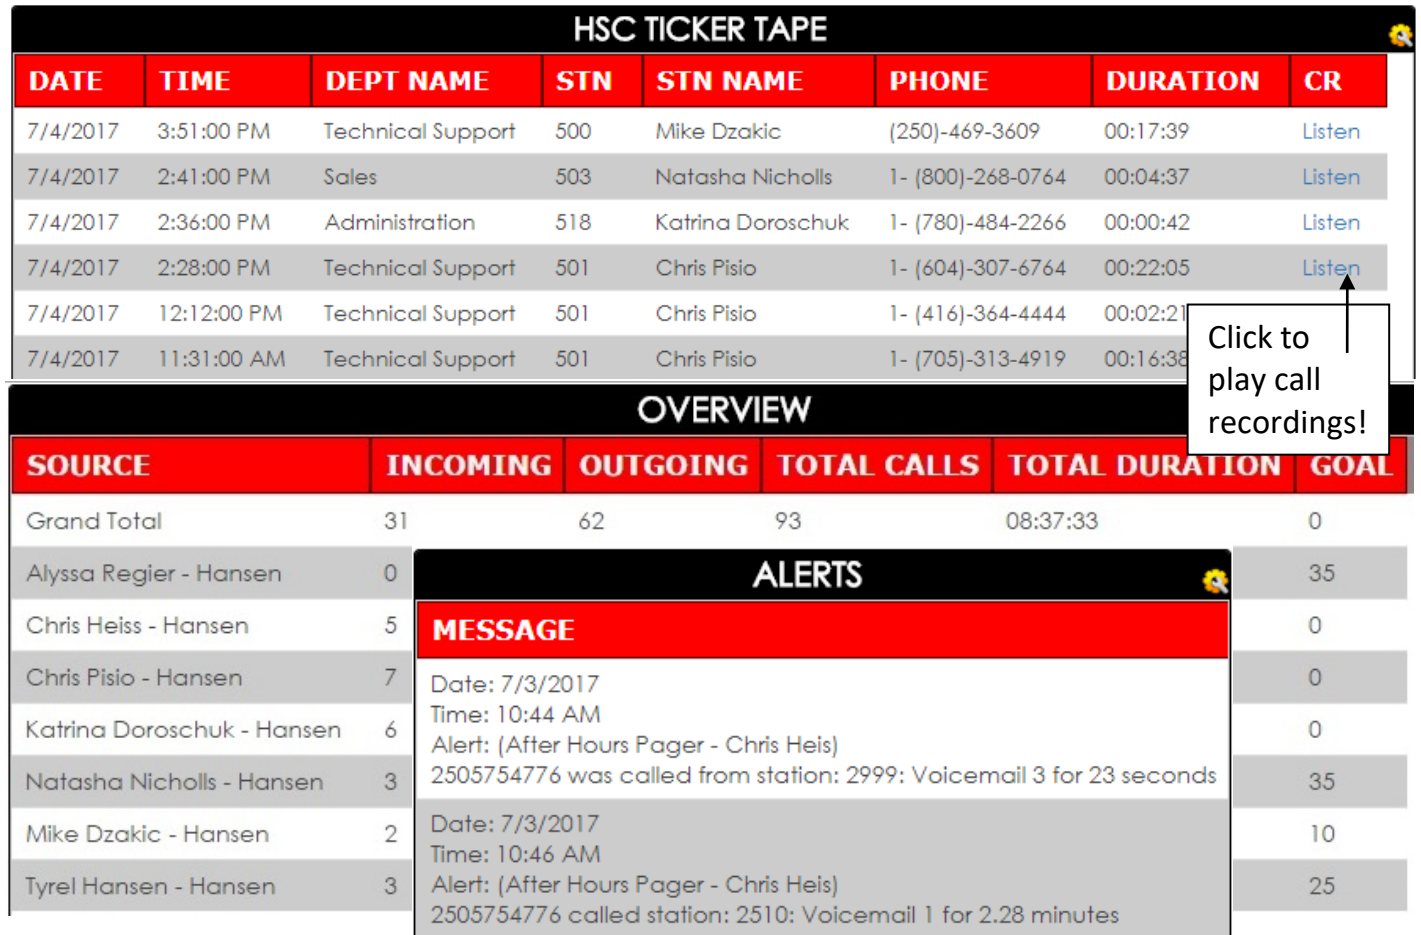 HSC TICKER TAPE
DATE TIME DEPT NAME STN STN NAME PHONE DURATION CR
7/4/2017 3:51:00 PM Technical Support 500 Mike Dzakic (250)-469-3609 00:17:39 Listen
7/4/2017 2:41:00 PM Sales 503 Natasha Nicholls 1- (800)-268-0764 00:04:37 Listen
7/4/2017 2:36:00 PM Administration 518 Katrina Doroschuk 1- (780)-484-2266 00:00:42 Listen
7/4/2017 2:28:00 PM Technical Support 501 Chris Pisio 1- (604)-307-6764 00:22:05 Listen
7/4/2017 12:12:00 PM Technical Support 501 Chris Pisio 1- (416)-364-4444 00:02:21
7/4/2017 11:31:00 AM Technical Support 501 Chris Pisio 1- (705)-313-4919 00:16:38
Click to
play call
recordings!
OVERVIEW
SOURCE INCOMING OUTGOING TOTAL CALLS TOTAL DURATION GOAL
Grand Total 31 62 93 08:37:33 0
Alyssa Regier - Hansen 0 35
Chris Heiss - Hansen 5 0
Chris Pisio - Hansen 7 0
Katrina Doroschuk - Hansen 6 0
Natasha Nicholls - Hansen 3 35
Mike Dzakic - Hansen 2 10
Tyrel Hansen - Hansen 3 25
ALERTS
MESSAGE
Date: 7/3/2017
Time: 10:44 AM
Alert: (After Hours Pager - Chris Heis)
2505754776 was called from station: 2999: Voicemail 3 for 23 seconds
Date: 7/3/2017
Time: 10:46 AM
Alert: (After Hours Pager - Chris Heis)
2505754776 called station: 2510: Voicemail 1 for 2.28 minutes